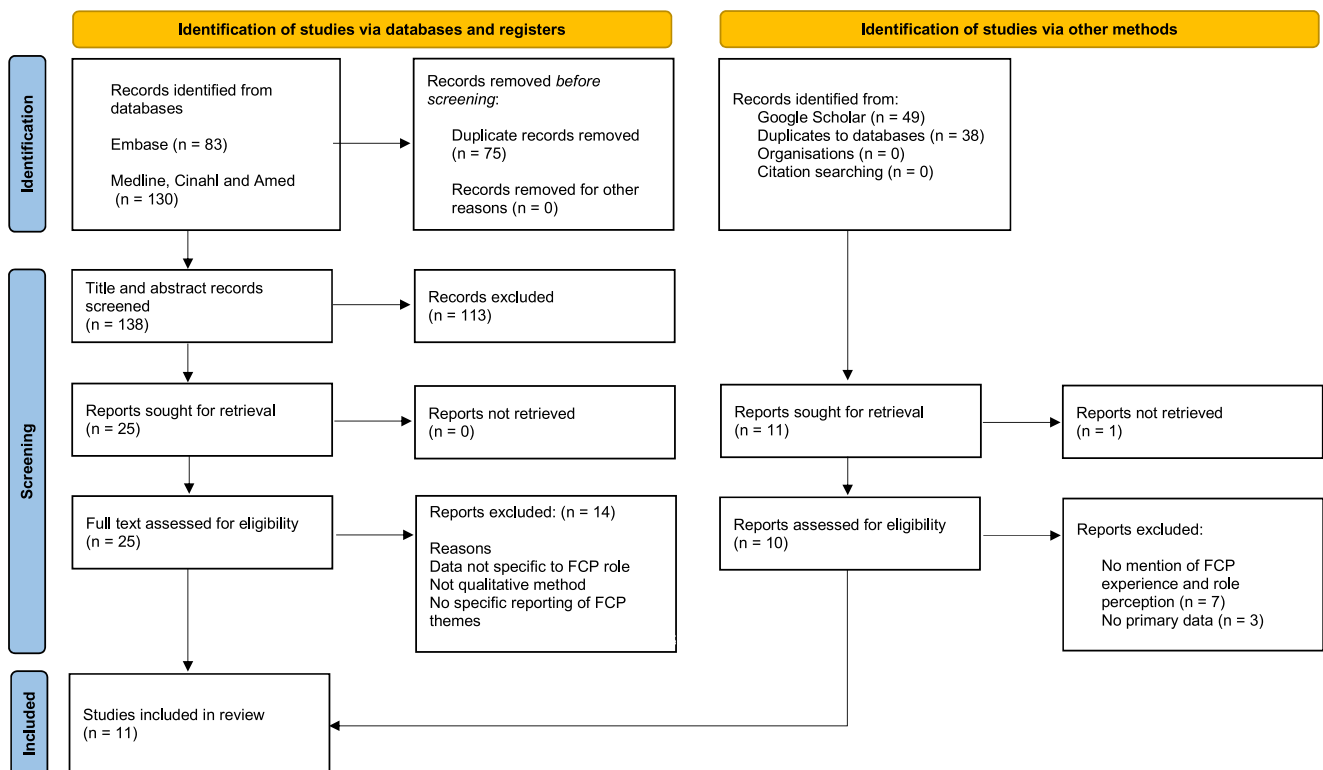 Identification of studies via databases and registers
Identification of studies via other methods
Identification
Records identified from
databases
Embase (n = 83)
Medline, Cinahl and Amed
(n = 130)
Records removed before
screening:
Duplicate records removed
(n = 75)
Records removed for other
reasons (n = 0)
Records identified from:
Google Scholar (n = 49)
Duplicates to databases (n = 38)
Organisations (n = 0)
Citation searching (n = 0)
Screening
Title and abstract records
screened
(n = 138)
Records excluded
(n = 113)
Reports sought for retrieval
(n = 25)
Reports not retrieved
(n = 0)
Reports sought for retrieval
(n = 11)
Reports not retrieved
(n = 1)
Full text assessed for eligibility
(n = 25)
Reports excluded: (n = 14)
Reasons
Data not specific to FCP role
Not qualitative method
No specific reporting of FCP
themes
Reports assessed for eligibility
(n = 10)
Reports excluded:
No mention of FCP
experience and role
perception (n = 7)
No primary data (n = 3)
Included
Studies included in review
(n = 11)